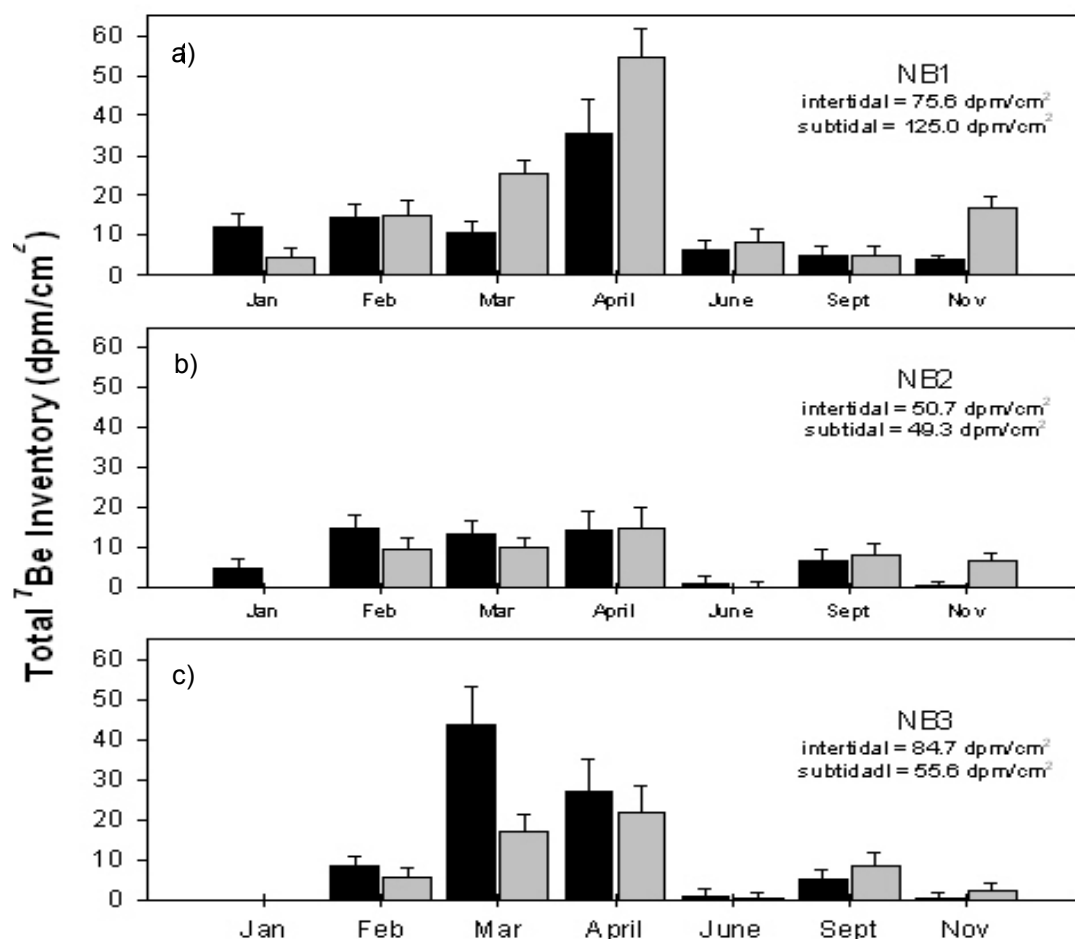 Total ⁷Be Inventory (dpm/cm²)
a)
NB1
intertidal = 75.6 dpm/cm²
subtidal = 125.0 dpm/cm²
60
50
40
30
20
10
0
Jan Feb Mar April June Sept Nov
b)
NB2
intertidal = 50.7 dpm/cm²
subtidal = 49.3 dpm/cm²
60
50
40
30
20
10
0
Jan Feb Mar April June Sept Nov
c)
NB3
intertidal = 84.7 dpm/cm²
subtidadl = 55.6 dpm/cm²
60
50
40
30
20
10
0
Jan Feb Mar April June Sept Nov